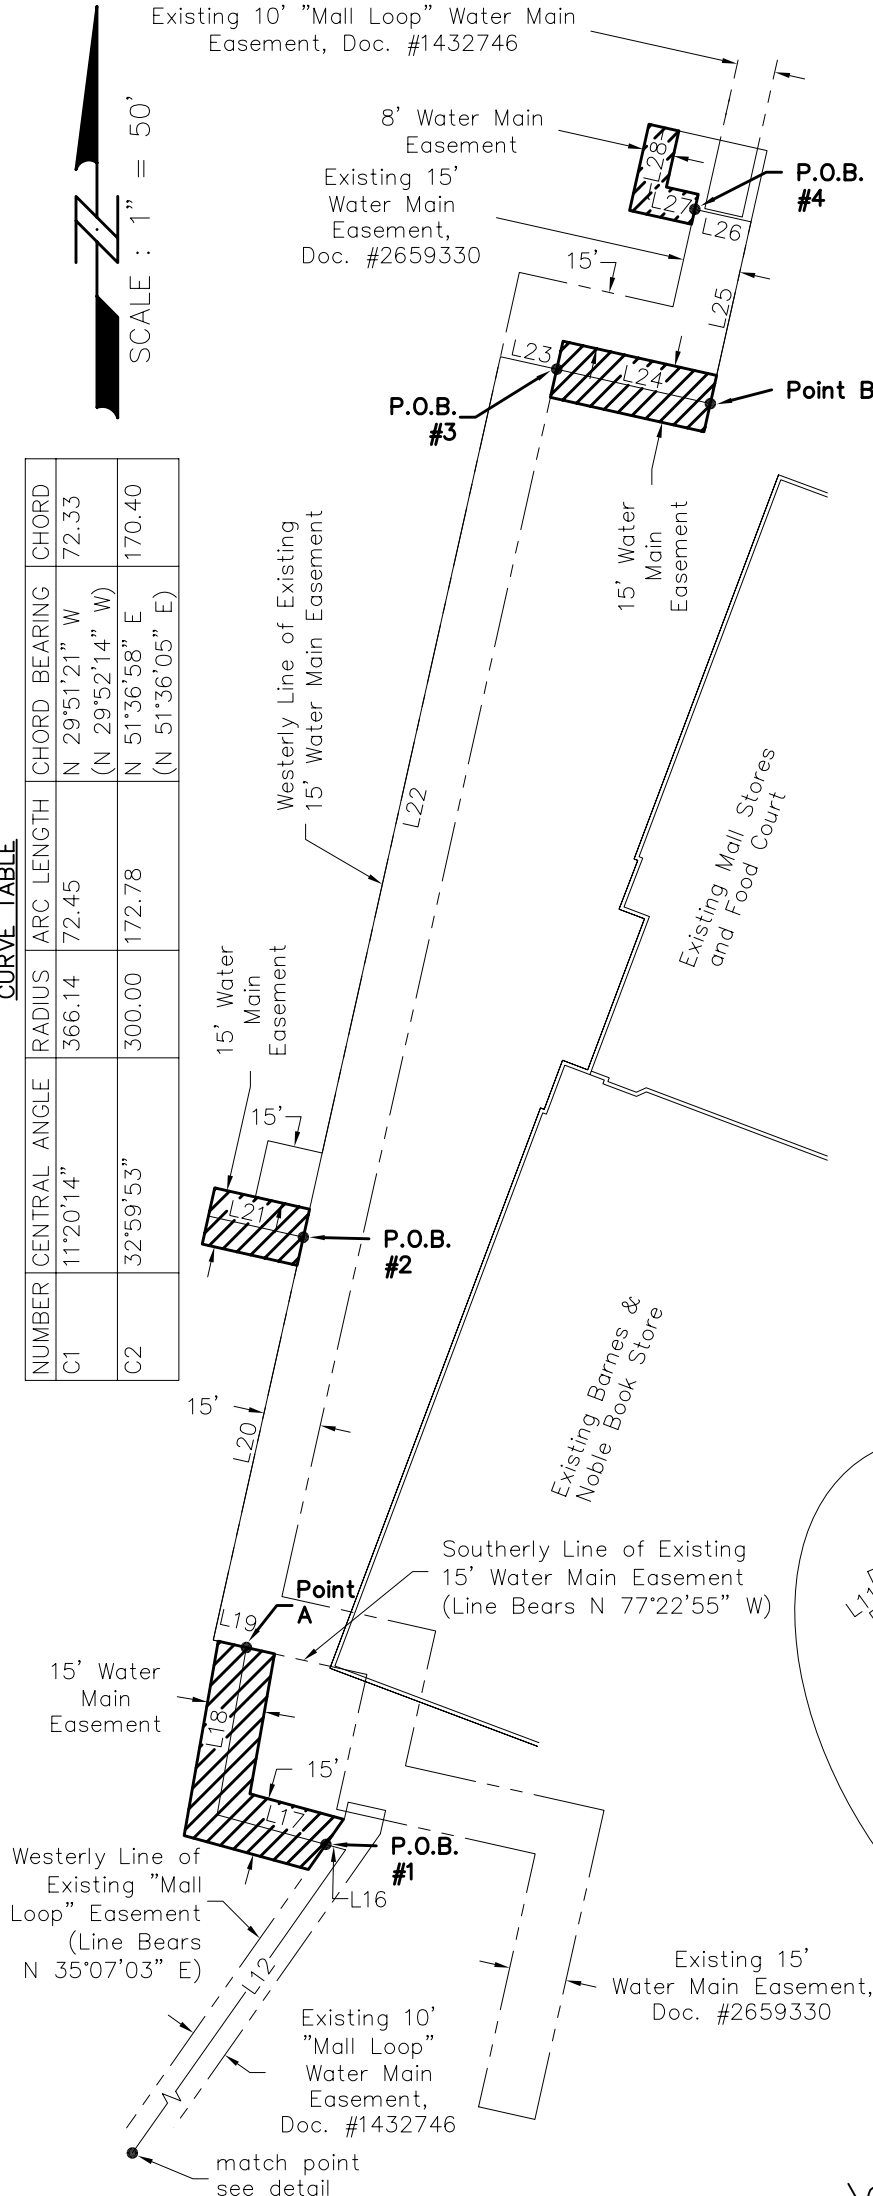 Existing 10' "Mall Loop" Water Main
Easement, Doc. #1432746
SCALE : 1" = 50'
8' Water Main
Easement
Existing 15'
Water Main
Easement,
Doc. #2659330
L28
L27
P.O.B.
#4
L26
15'
L25
L23
L24
P.O.B.
#3
Point B
15' Water
Main
Easement
Westerly Line of Existing
15' Water Main Easement
L22
CURVE TABLE
NUMBER CENTRAL ANGLE RADIUS ARC LENGTH CHORD BEARING CHORD
C1 11°20'14" 366.14 72.45 N 29°51'21" W 72.33
(N 29°52'14" W)
C2 32°59'53" 300.00 172.78 N 51°36'58" E 170.40
(N 51°36'05" E)
Existing Mall Stores
and Food Court
15' Water
Main
Easement
15'
L21
P.O.B.
#2
15'
L20
Existing Barnes &
Noble Book Store
Southerly Line of Existing
15' Water Main Easement
(Line Bears N 77°22'55" W)
L11
Point
A
L19
15' Water
Main
Easement
L18
15'
L17
P.O.B.
#1
L16
Westerly Line of
Existing "Mall
Loop" Easement
(Line Bears
N 35°07'03" E)
L12
Existing 15'
Water Main Easement,
Doc. #2659330
Existing 10'
"Mall Loop"
Water Main
Easement,
Doc. #1432746
match point
see detail